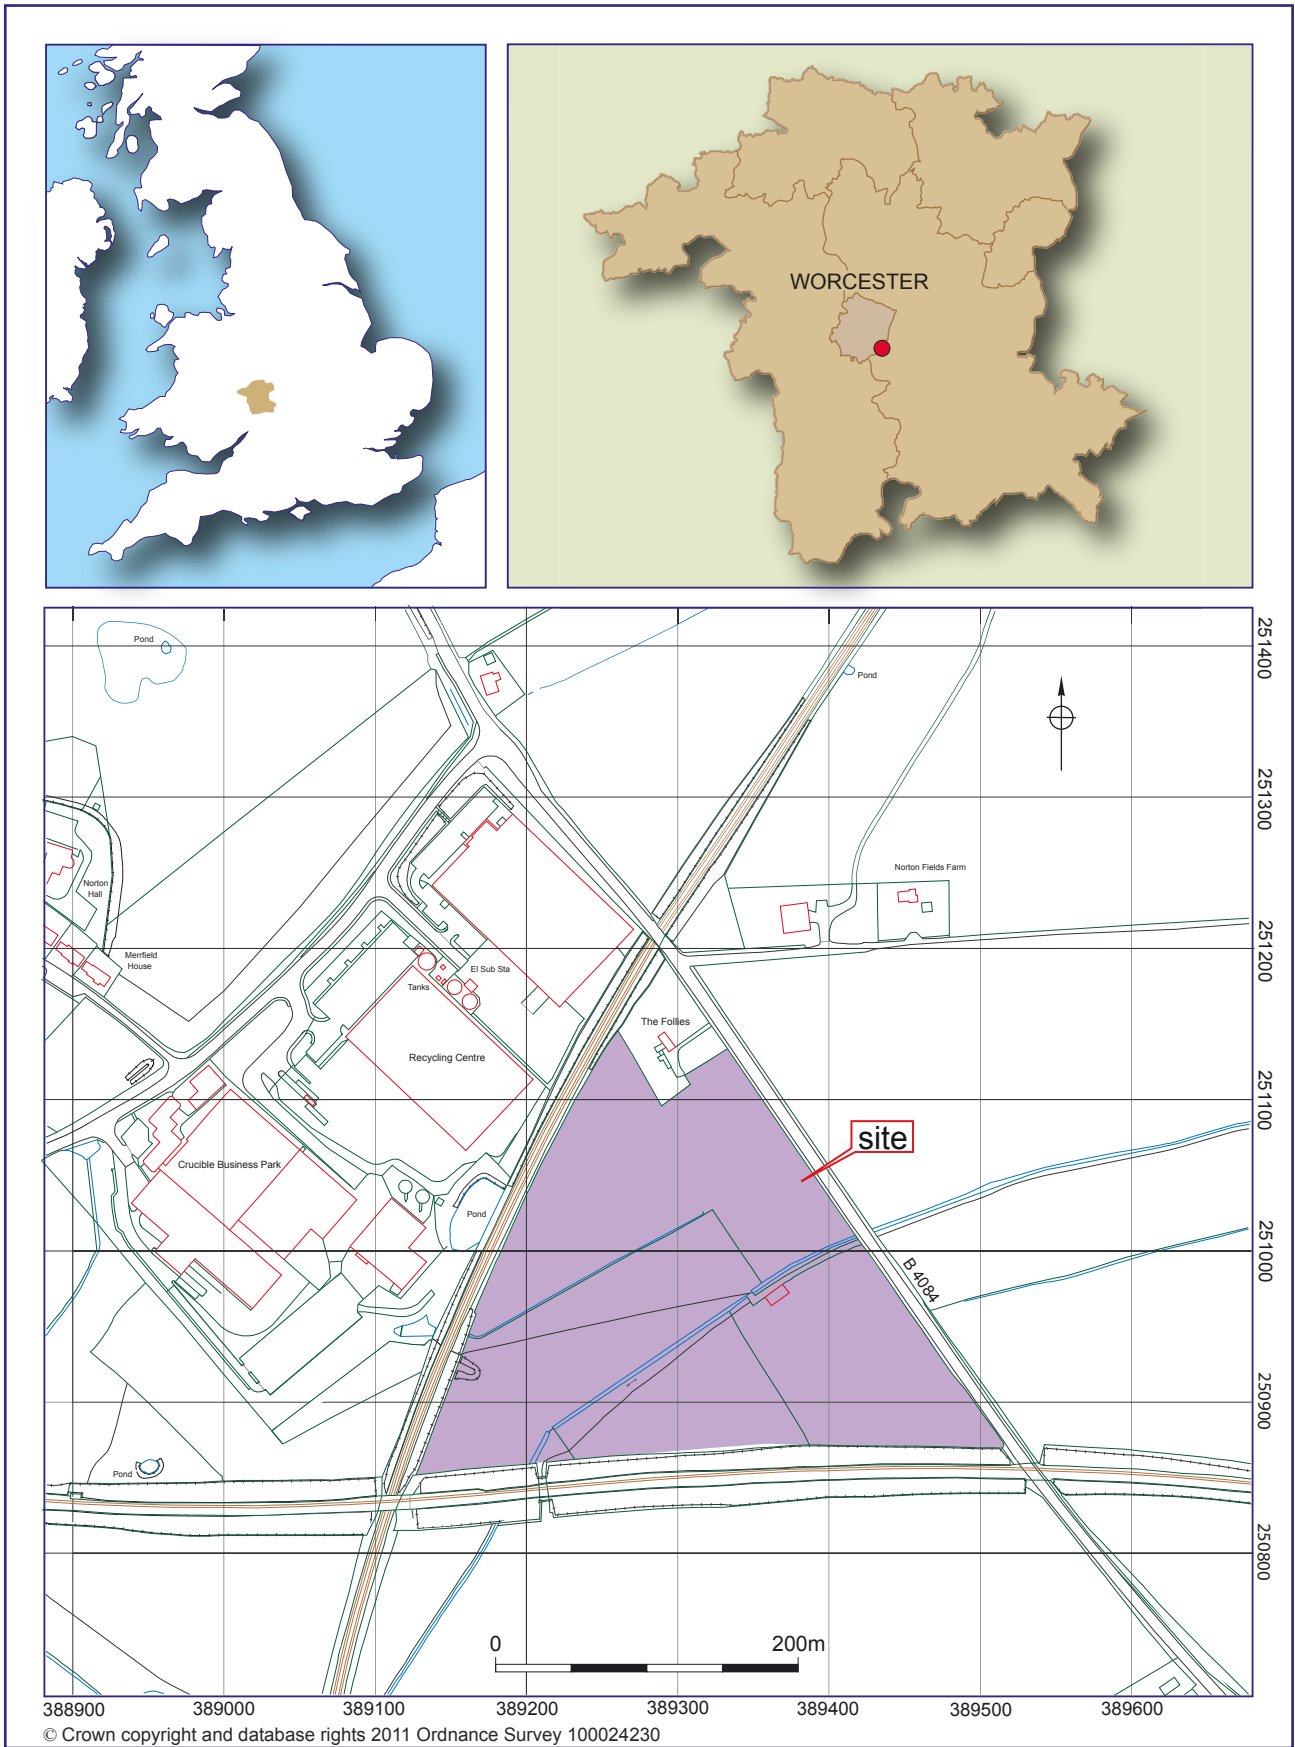 WORCESTER
Pond
Pond
Norton Fields Farm
Norton
Hall
Merrfield
House
El Sub Sta
Tanks
The Follies
Recycling Centre
site
Crucible Business Park
Pond
B 4084
Pond
0
200m
251400
251300
251200
251100
251000
250900
250800
388900
389000
389100
389200
389300
389400
389500
389600
© Crown copyright and database rights 2011 Ordnance Survey 100024230